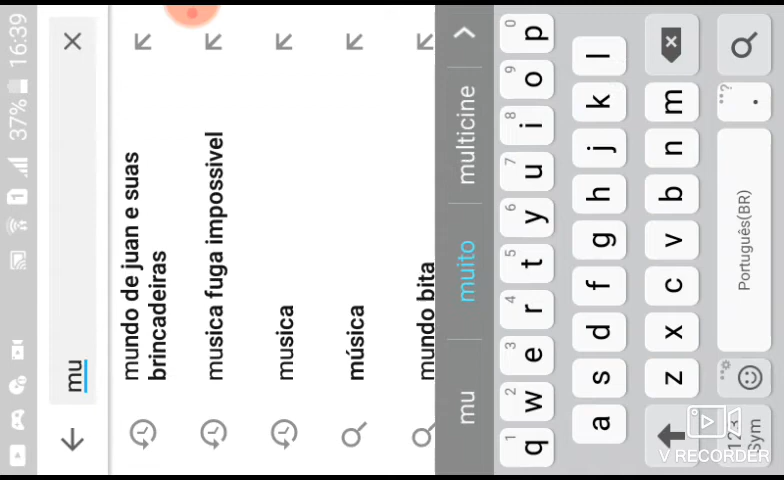 1 37% 16:39
mu
mundo de juan e suas
brincadeiras
musica fuga impossivel
musica
música
mundo bita
mu muito multicine
1 2 3 4 5 6 7 8 9 0
q w e r t y u i o p
a s d f g h j k l
z x c v b n m
Sym Português(BR) .
V RECORDER